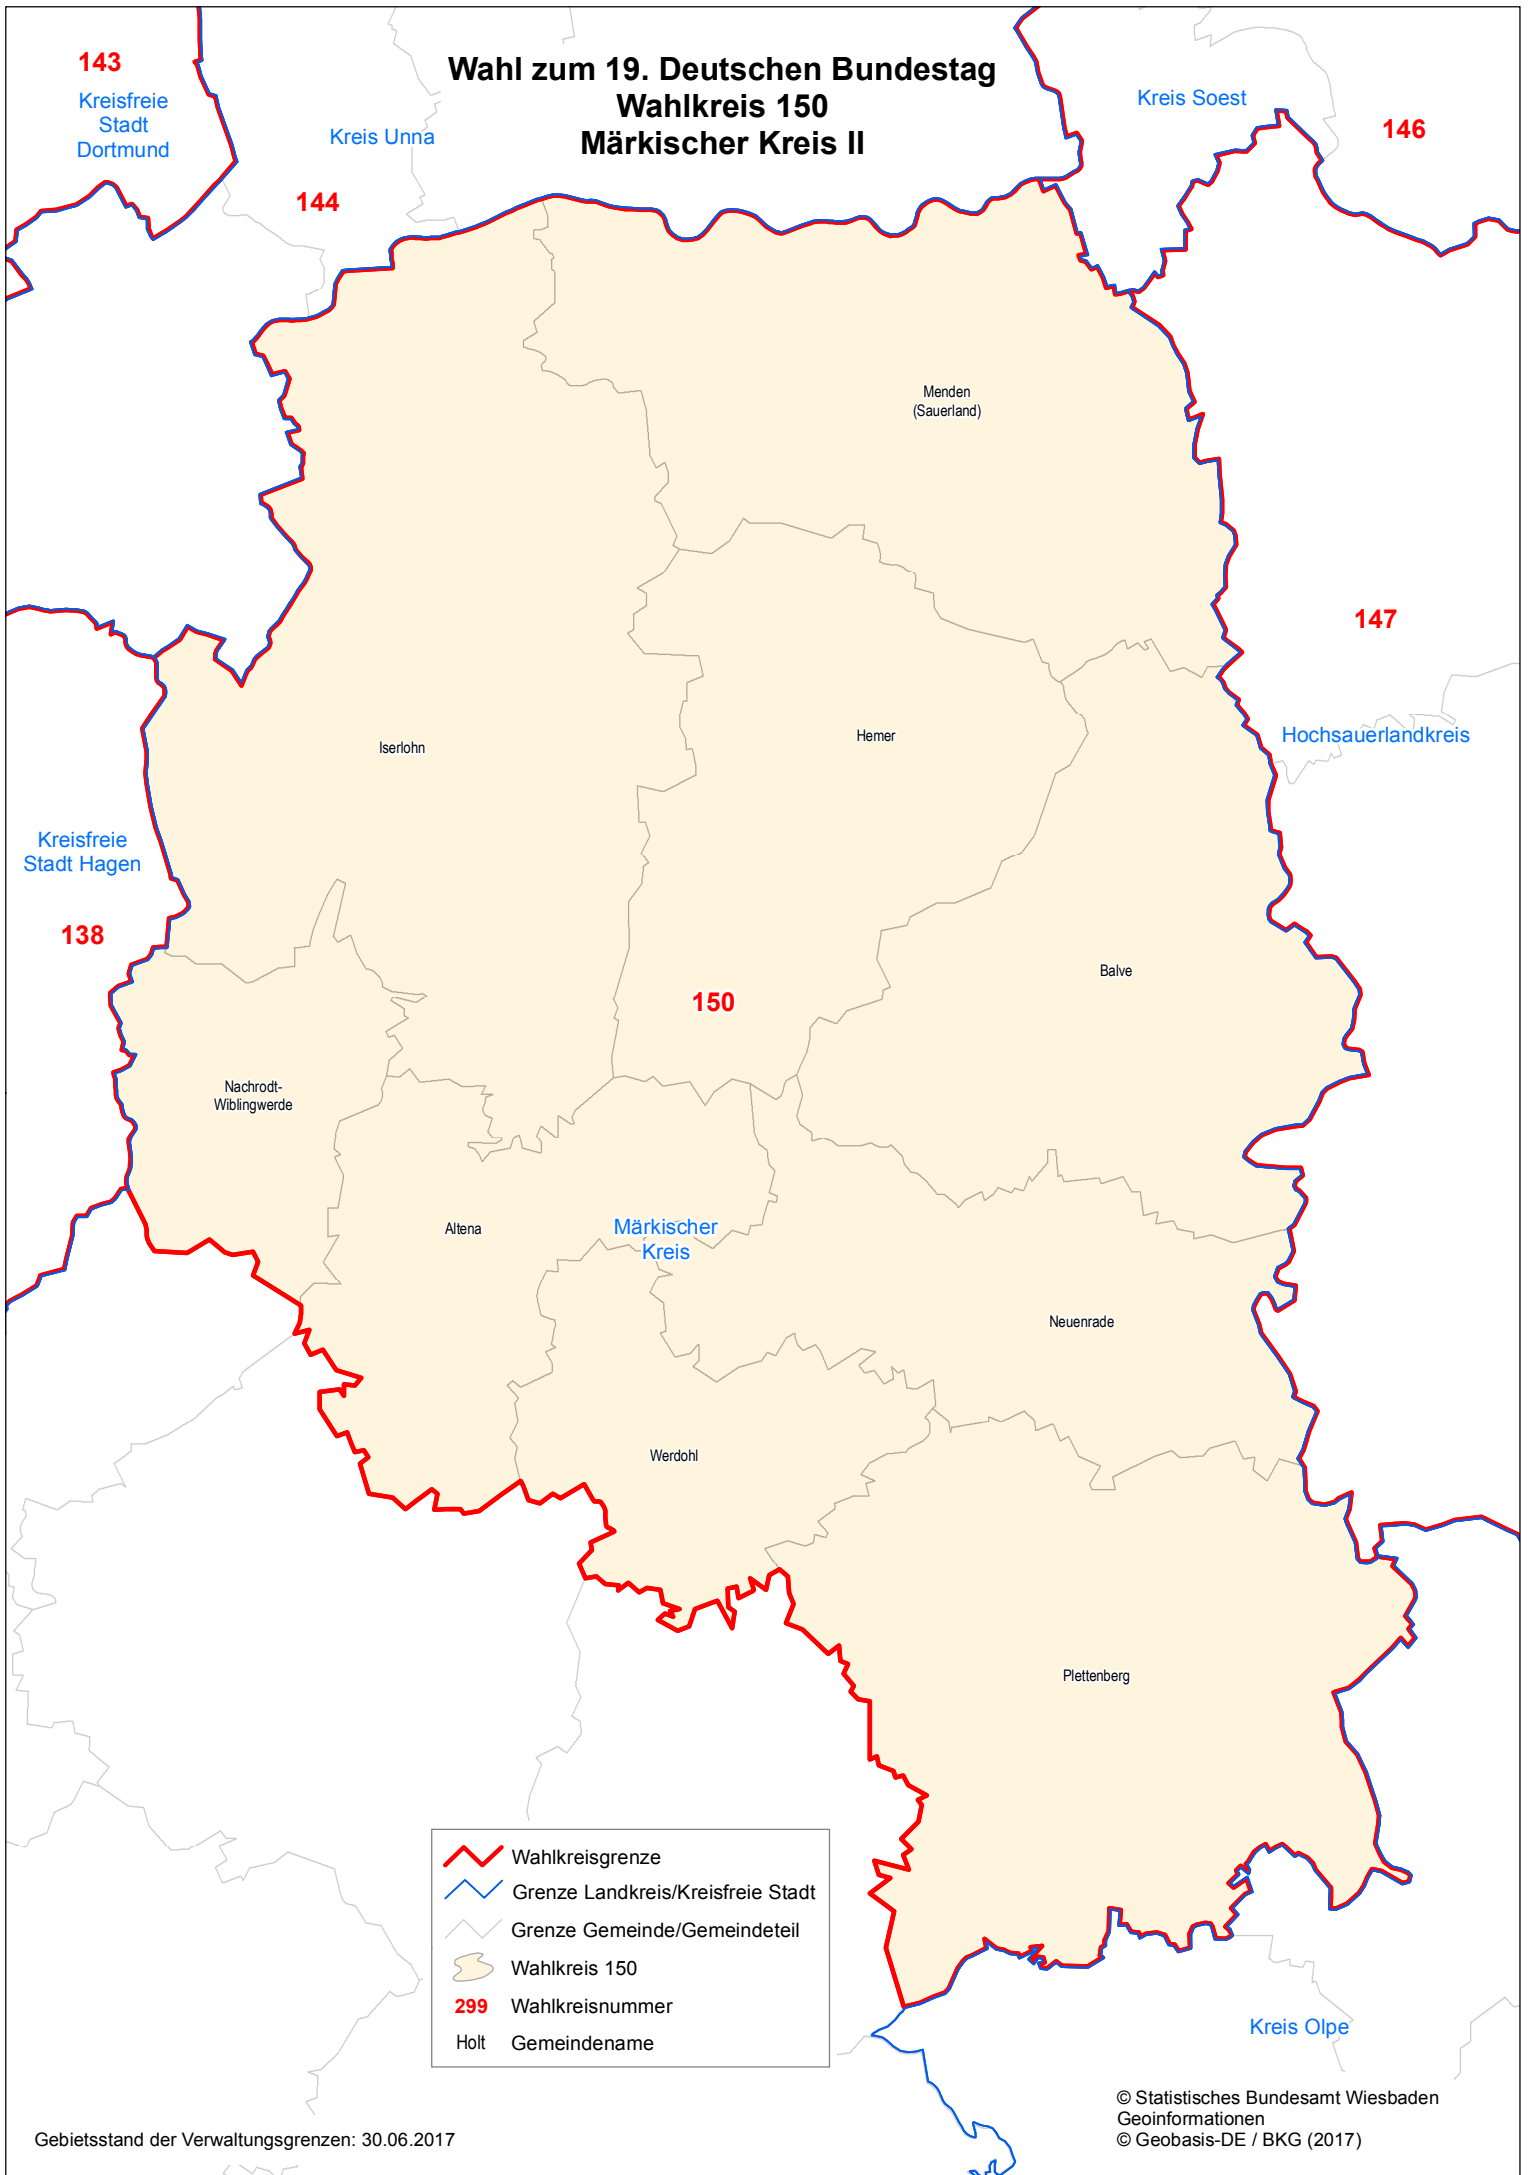 Wahl zum 19. Deutschen Bundestag
Wahlkreis 150
Märkischer Kreis II
143
Kreisfreie
Stadt
Dortmund
Kreis Unna
144
Kreis Soest
146
Menden
(Sauerland)
147
Hochsauerlandkreis
Iserlohn
Hemer
Kreisfreie
Stadt Hagen
138
Balve
150
Nachrodt-
Wiblingwerde
Altena
Märkischer
Kreis
Neuenrade
Werdohl
Plettenberg
Wahlkreisgrenze
Grenze Landkreis/Kreisfreie Stadt
Grenze Gemeinde/Gemeindeteil
Wahlkreis 150
299 Wahlkreisnummer
Holt Gemeindename
Kreis Olpe
© Statistisches Bundesamt Wiesbaden
Geoinformationen
© Geobasis-DE / BKG (2017)
Gebietsstand der Verwaltungsgrenzen: 30.06.2017